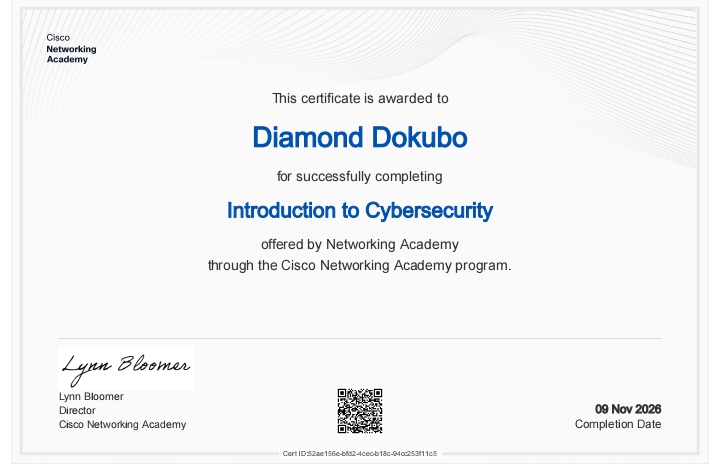 Cisco
Networking
Academy
This certificate is awarded to
Diamond Dokubo
for successfully completing
Introduction to Cybersecurity
offered by Networking Academy
through the Cisco Networking Academy program.
Lynn Bloomer
Lynn Bloomer
Director
Cisco Networking Academy
09 Nov 2026
Completion Date
Cert ID:52ae156e-bfd2-4cec-b18c-94cc253f11c5